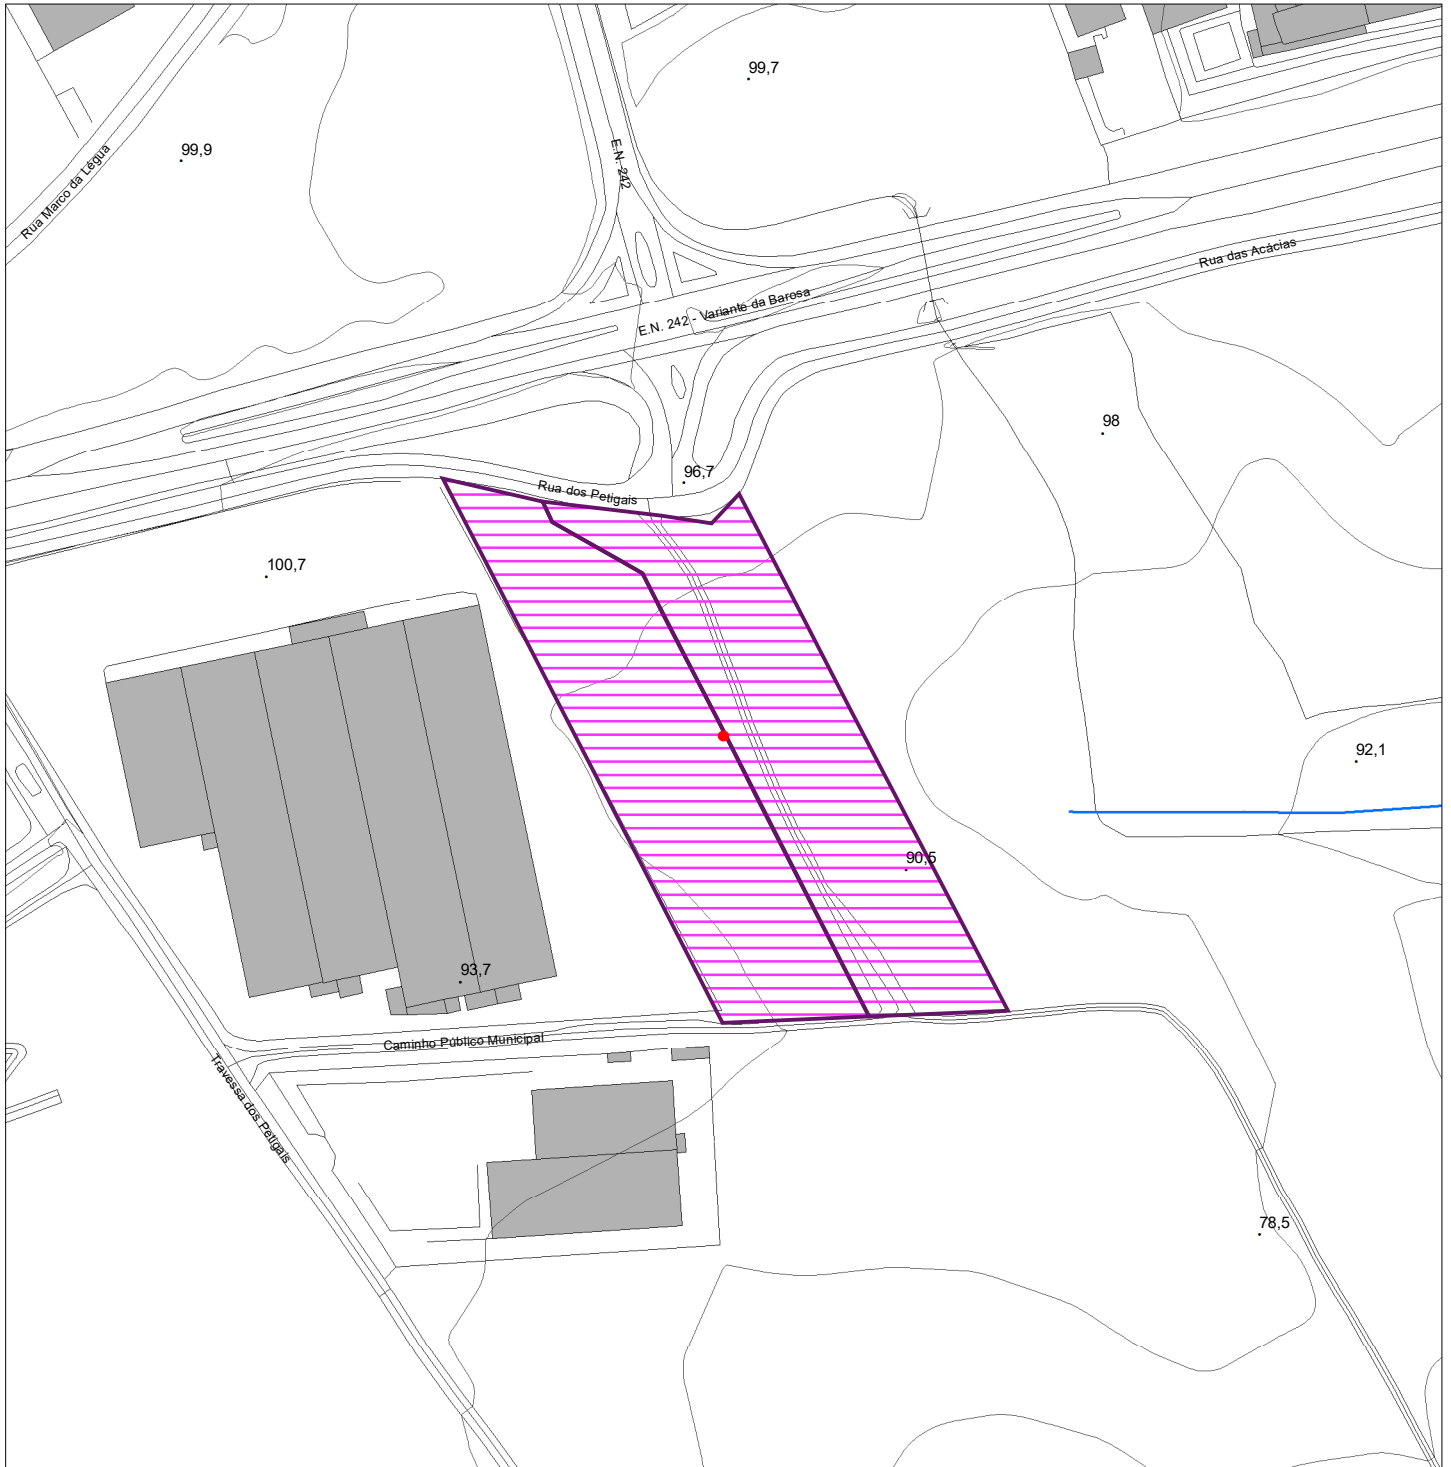 99,7
99,9
E.N. 242
Rua Marco da Légua
Rua das Acácias
E.N. 242 - Variante da Barosa
98
96,7
Rua dos Petigais
100,7
92,1
90,5
93,7
Caminho Público Municipal
Travessa dos Petigais
78,5